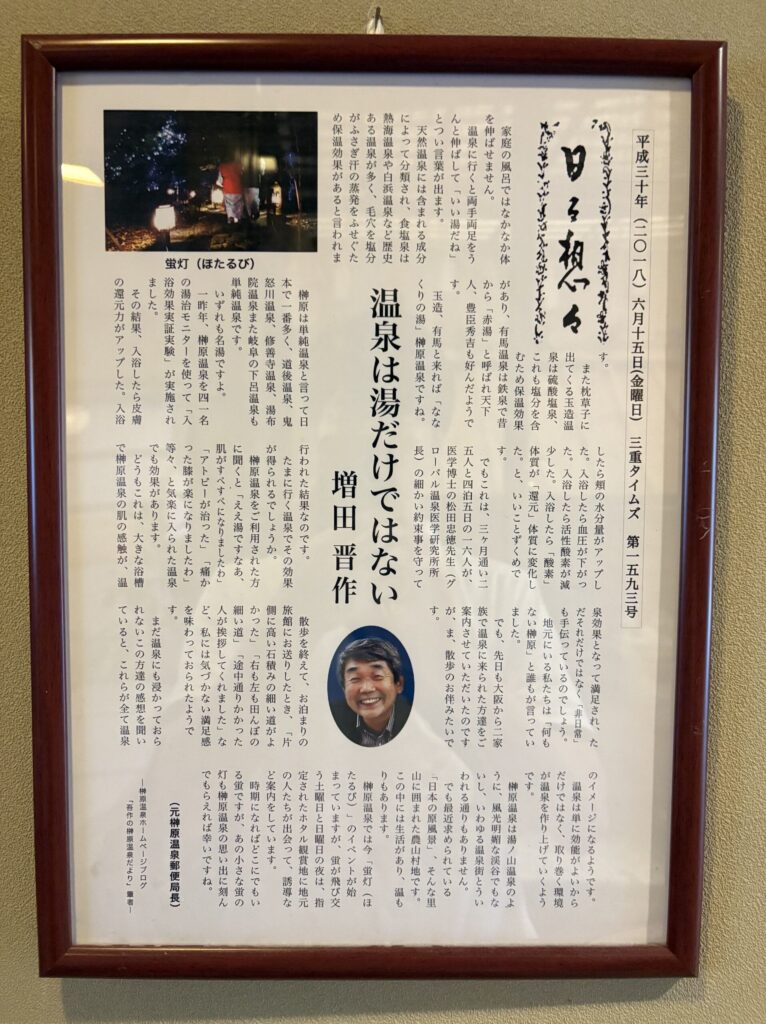 平成三十年(二〇一八)六月十五日(金曜日) 三重タイムズ 第一五九三号
日々想々
家庭の風呂ではなかなか体
を伸ばせません。
温泉に行くと両手両足をう
んと伸ばして「いい湯だね」
とつい言葉が出ます。
天然温泉には含まれる成分
によって分類され、食塩泉は
熱海温泉や白浜温泉など歴史
ある温泉が多く、毛穴を塩分
がふさぎ汗の蒸発をふせぐた
め保温効果があると言われま
す。
また枕草子に
出てくる玉造温
泉は硫酸塩泉、
これも塩分を含
むため保温効果
があり、有馬温泉は鉄泉で昔
から「赤湯」と呼ばれ天下
人、豊臣秀吉も好んだようで
す。
玉造、有馬と来れば「なな
くりの湯」榊原温泉ですね。
温泉は湯だけではない
増田 晋作
蛍灯(ほたるび)
榊原は単純温泉と言って日
本で一番多く、道後温泉、鬼
怒川温泉、修善寺温泉、湯布
院温泉また岐阜の下呂温泉も
単純温泉です。
いずれも名湯ですよ。
一昨年、榊原温泉を四一名
の湯治モニターを使って「入
浴効果実証実験」が実施され
ました。
その結果、入浴したら皮膚
の還元力がアップした。入浴
したら頬の水分量がアップし
た。入浴したら血圧が下がっ
た。入浴したら活性酸素が減
少した。入浴したら「酸素」
体質が「還元」体質に変化し
た。と、いいことずくめで
す。
でもこれは、三ヶ月通い二
五人と四泊五日の一六人が、
医学博士の松田忠徳先生(グ
ローバル温泉医学研究所所
長)の細かい約束事を守って
行われた結果なのです。
たまに行く温泉でその効果
が得られるでしょうか。
榊原温泉をご利用された方
に聞くと「ええ湯ですなあ、
肌がすべすべになりましたわ」
「アトピーが治った」「痛か
った膝が楽になりましたわ」
等々、と気楽に入られた温泉
でも効果があります。
どうもこれは、大きな浴槽
で榊原温泉の肌の感触が、温
泉効果となって満足され、た
だそれだけではなく、「非日常」
も手伝っているのでしょう。
地元にいる私たちは「何も
ない榊原」と誰もが言ってい
ました。
でも、先日も大阪から二家
族で温泉に来られた方達をご
案内させていただいたのです
が、ま、散歩のお伴みたいで
す。
散歩を終えて、お泊まりの
旅館にお送りしたとき、「片
側に高い石積みの細い道がよ
かった」「右も左も田んぼの
細い道」「途中通りかかった
人が挨拶してくれました」な
ど、私には気づかない満足感
を味わっておられたようで
す。
まだ温泉にも浸かっておら
れないこの方達の感想を聞い
ていると、これらが全て温泉
のイメージになるようです。
温泉は単に効能がよいから
だけではなく、取り巻く環境
が温泉を作り上げていくよう
です。
榊原温泉は湯ノ山温泉のよ
うに、風光明媚な渓谷でもな
いし、いわゆる温泉街とうい
われる通りもありません。
でも最近求められている
「日本の原風景」、そんな里
山に囲まれた農山村地です。
この中には生活があり、温も
りもあります。
榊原温泉では今「蛍灯(ほ
たるび)」のイベントが始
まっていますが、蛍が飛び交
う土曜日と日曜日の夜は、指
定されたホタル観賞地に地元
の人たちが出会って、誘導な
ど案内をしています。
時期になればどこにでもい
る蛍ですが、あの小さな蛍の
灯も榊原温泉の思い出に刻ん
でもらえれば幸いですね。
(元榊原温泉郵便局長)
―榊原温泉ホームページブログ
「吾作の榊原温泉だより」筆者―